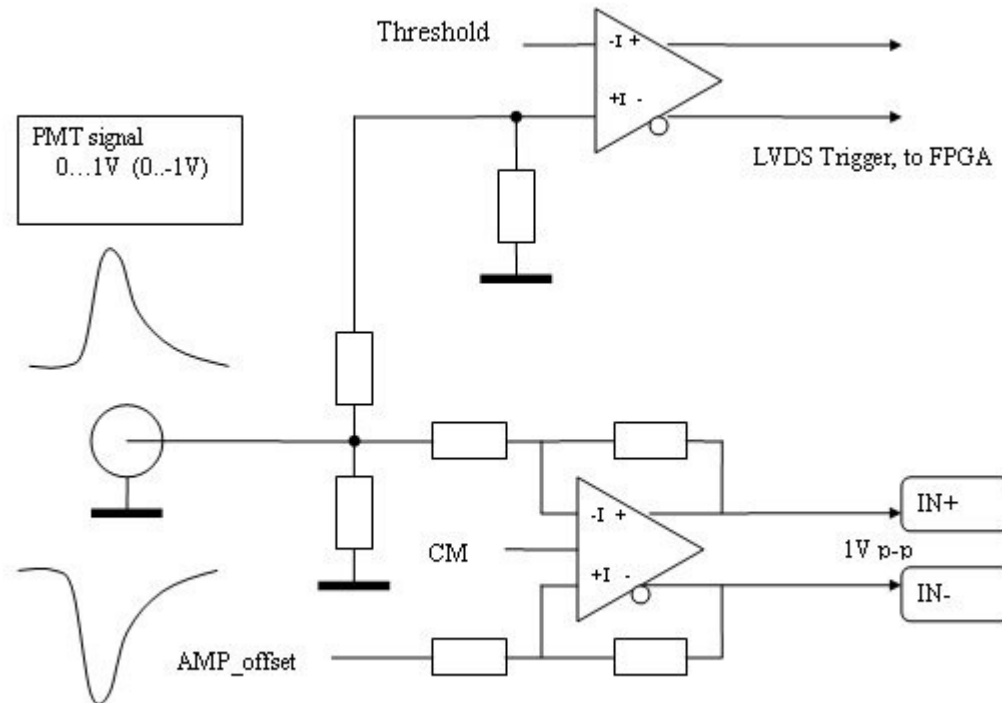 Threshold
-I +
+I -
PMT signal
0...1V (0..-1V)
LVDS Trigger, to FPGA
-I +
CM
+I -
IN+
1V p-p
IN-
AMP_offset